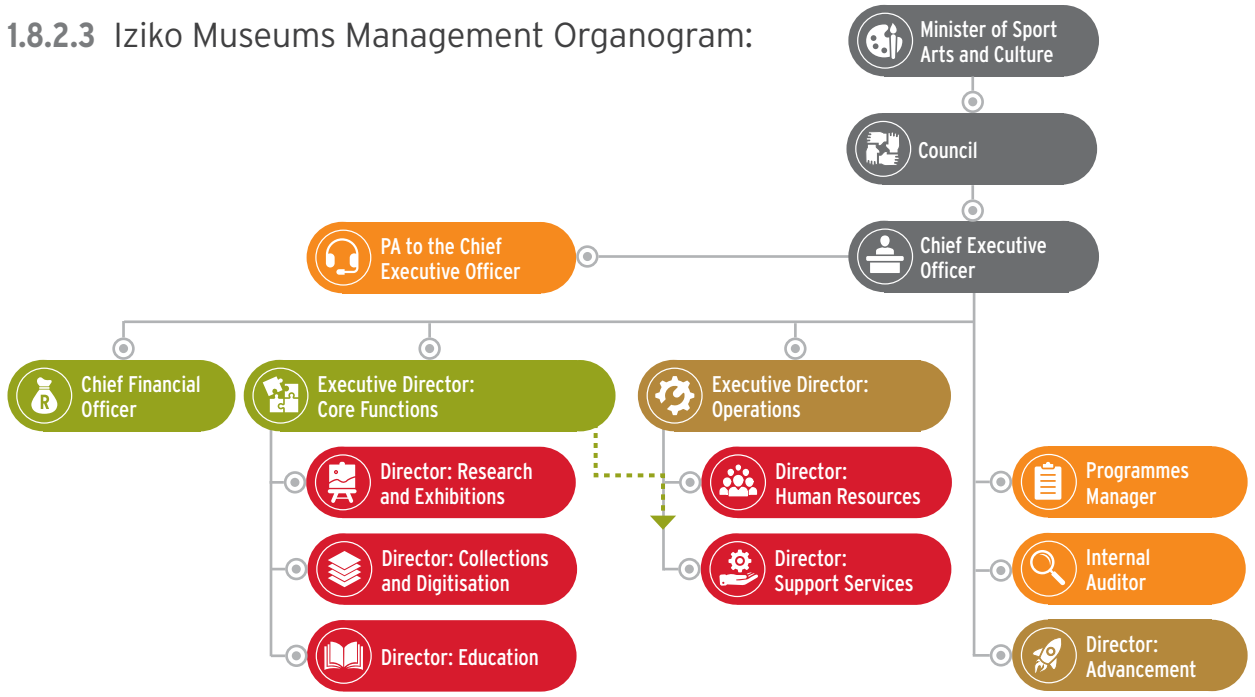 1.8.2.3 Iziko Museums Management Organogram:
Minister of Sport
Arts and Culture
Council
PA to the Chief
Executive Officer
Chief Executive
Officer
Chief Financial
Officer
R
Executive Director:
Core Functions
Executive Director:
Operations
Director: Research
and Exhibitions
Director:
Human Resources
Programmes
Manager
Director: Collections
and Digitisation
Director:
Support Services
Internal
Auditor
Director: Education
Director:
Advancement